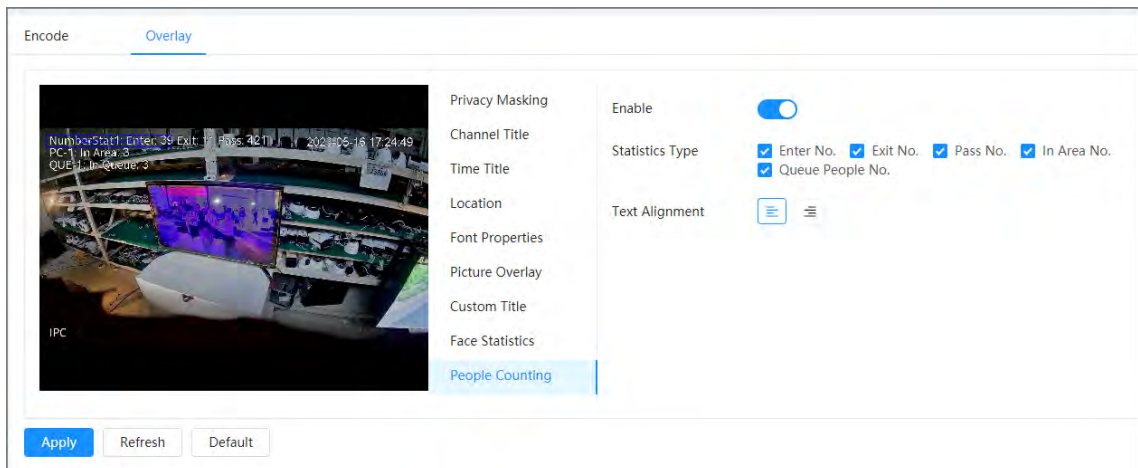 Encode Overlay
NumberStat1: Enter: 39 Exit: Pass: 421
2023-05-16 17:24:49
PC-1: In Area: 3
QUE-1: In Queue: 3
IPC
Privacy Masking
Channel Title
Time Title
Location
Font Properties
Picture Overlay
Custom Title
Face Statistics
People Counting
Enable
Statistics Type Enter No. Exit No. Pass No. In Area No.
Queue People No.
Text Alignment
Apply Refresh Default